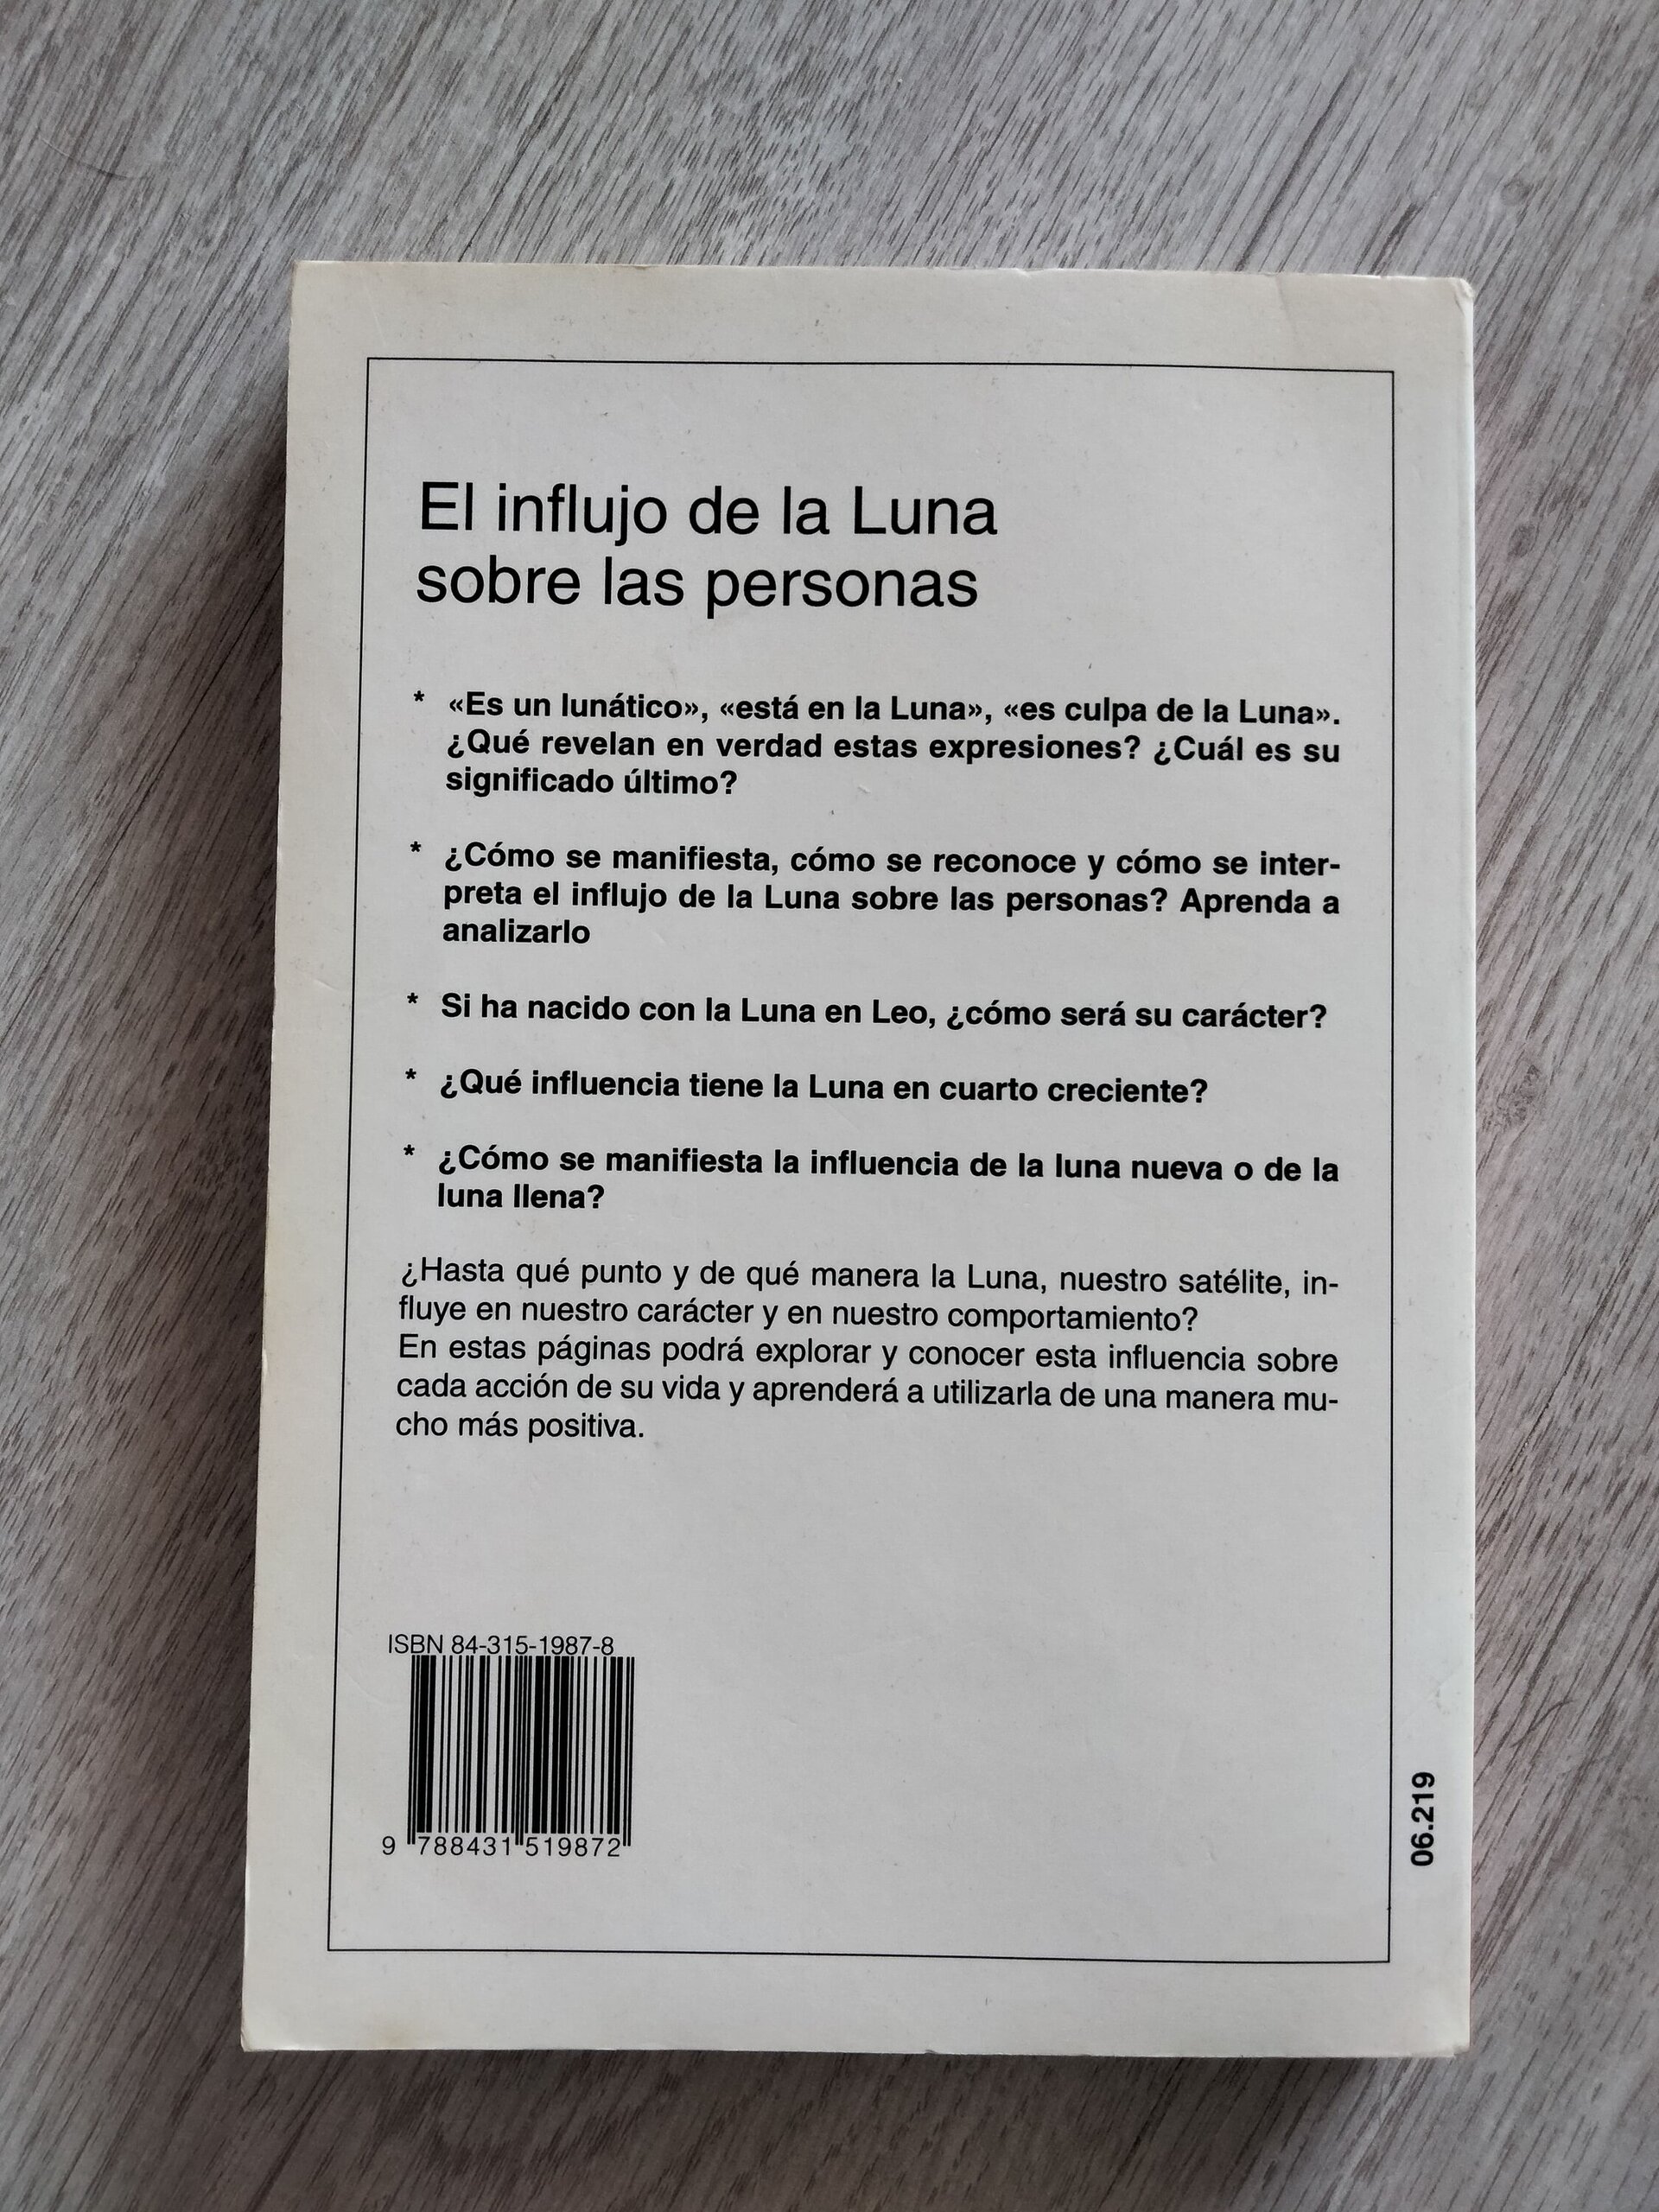 El influjo de la Luna
sobre las personas
* «Es un lunático», «está en la Luna», «es culpa de la Luna».
¿Qué revelan en verdad estas expresiones? ¿Cuál es su
significado último?
* ¿Cómo se manifiesta, cómo se reconoce y cómo se inter-
preta el influjo de la Luna sobre las personas? Aprenda a
analizarlo
* Si ha nacido con la Luna en Leo, ¿cómo será su carácter?
* ¿Qué influencia tiene la Luna en cuarto creciente?
* ¿Cómo se manifiesta la influencia de la luna nueva o de la
luna llena?
¿Hasta qué punto y de qué manera la Luna, nuestro satélite, in-
fluye en nuestro carácter y en nuestro comportamiento?
En estas páginas podrá explorar y conocer esta influencia sobre
cada acción de su vida y aprenderá a utilizarla de una manera mu-
cho más positiva.
ISBN 84-315-1987-8
9 788431 519872
06.219